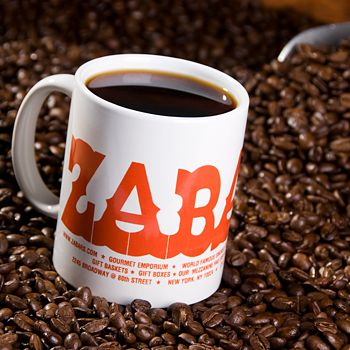 ZABA
WWW.ZABARS.COM ★ GOURMET EMPORIUM ★ WORLD FAMOUS
GIFT BASKETS ★ GIFT BOXES ★ OUR MEZZANINE
2245 BROADWAY @ 80th STREET ★ NEW YORK, NY